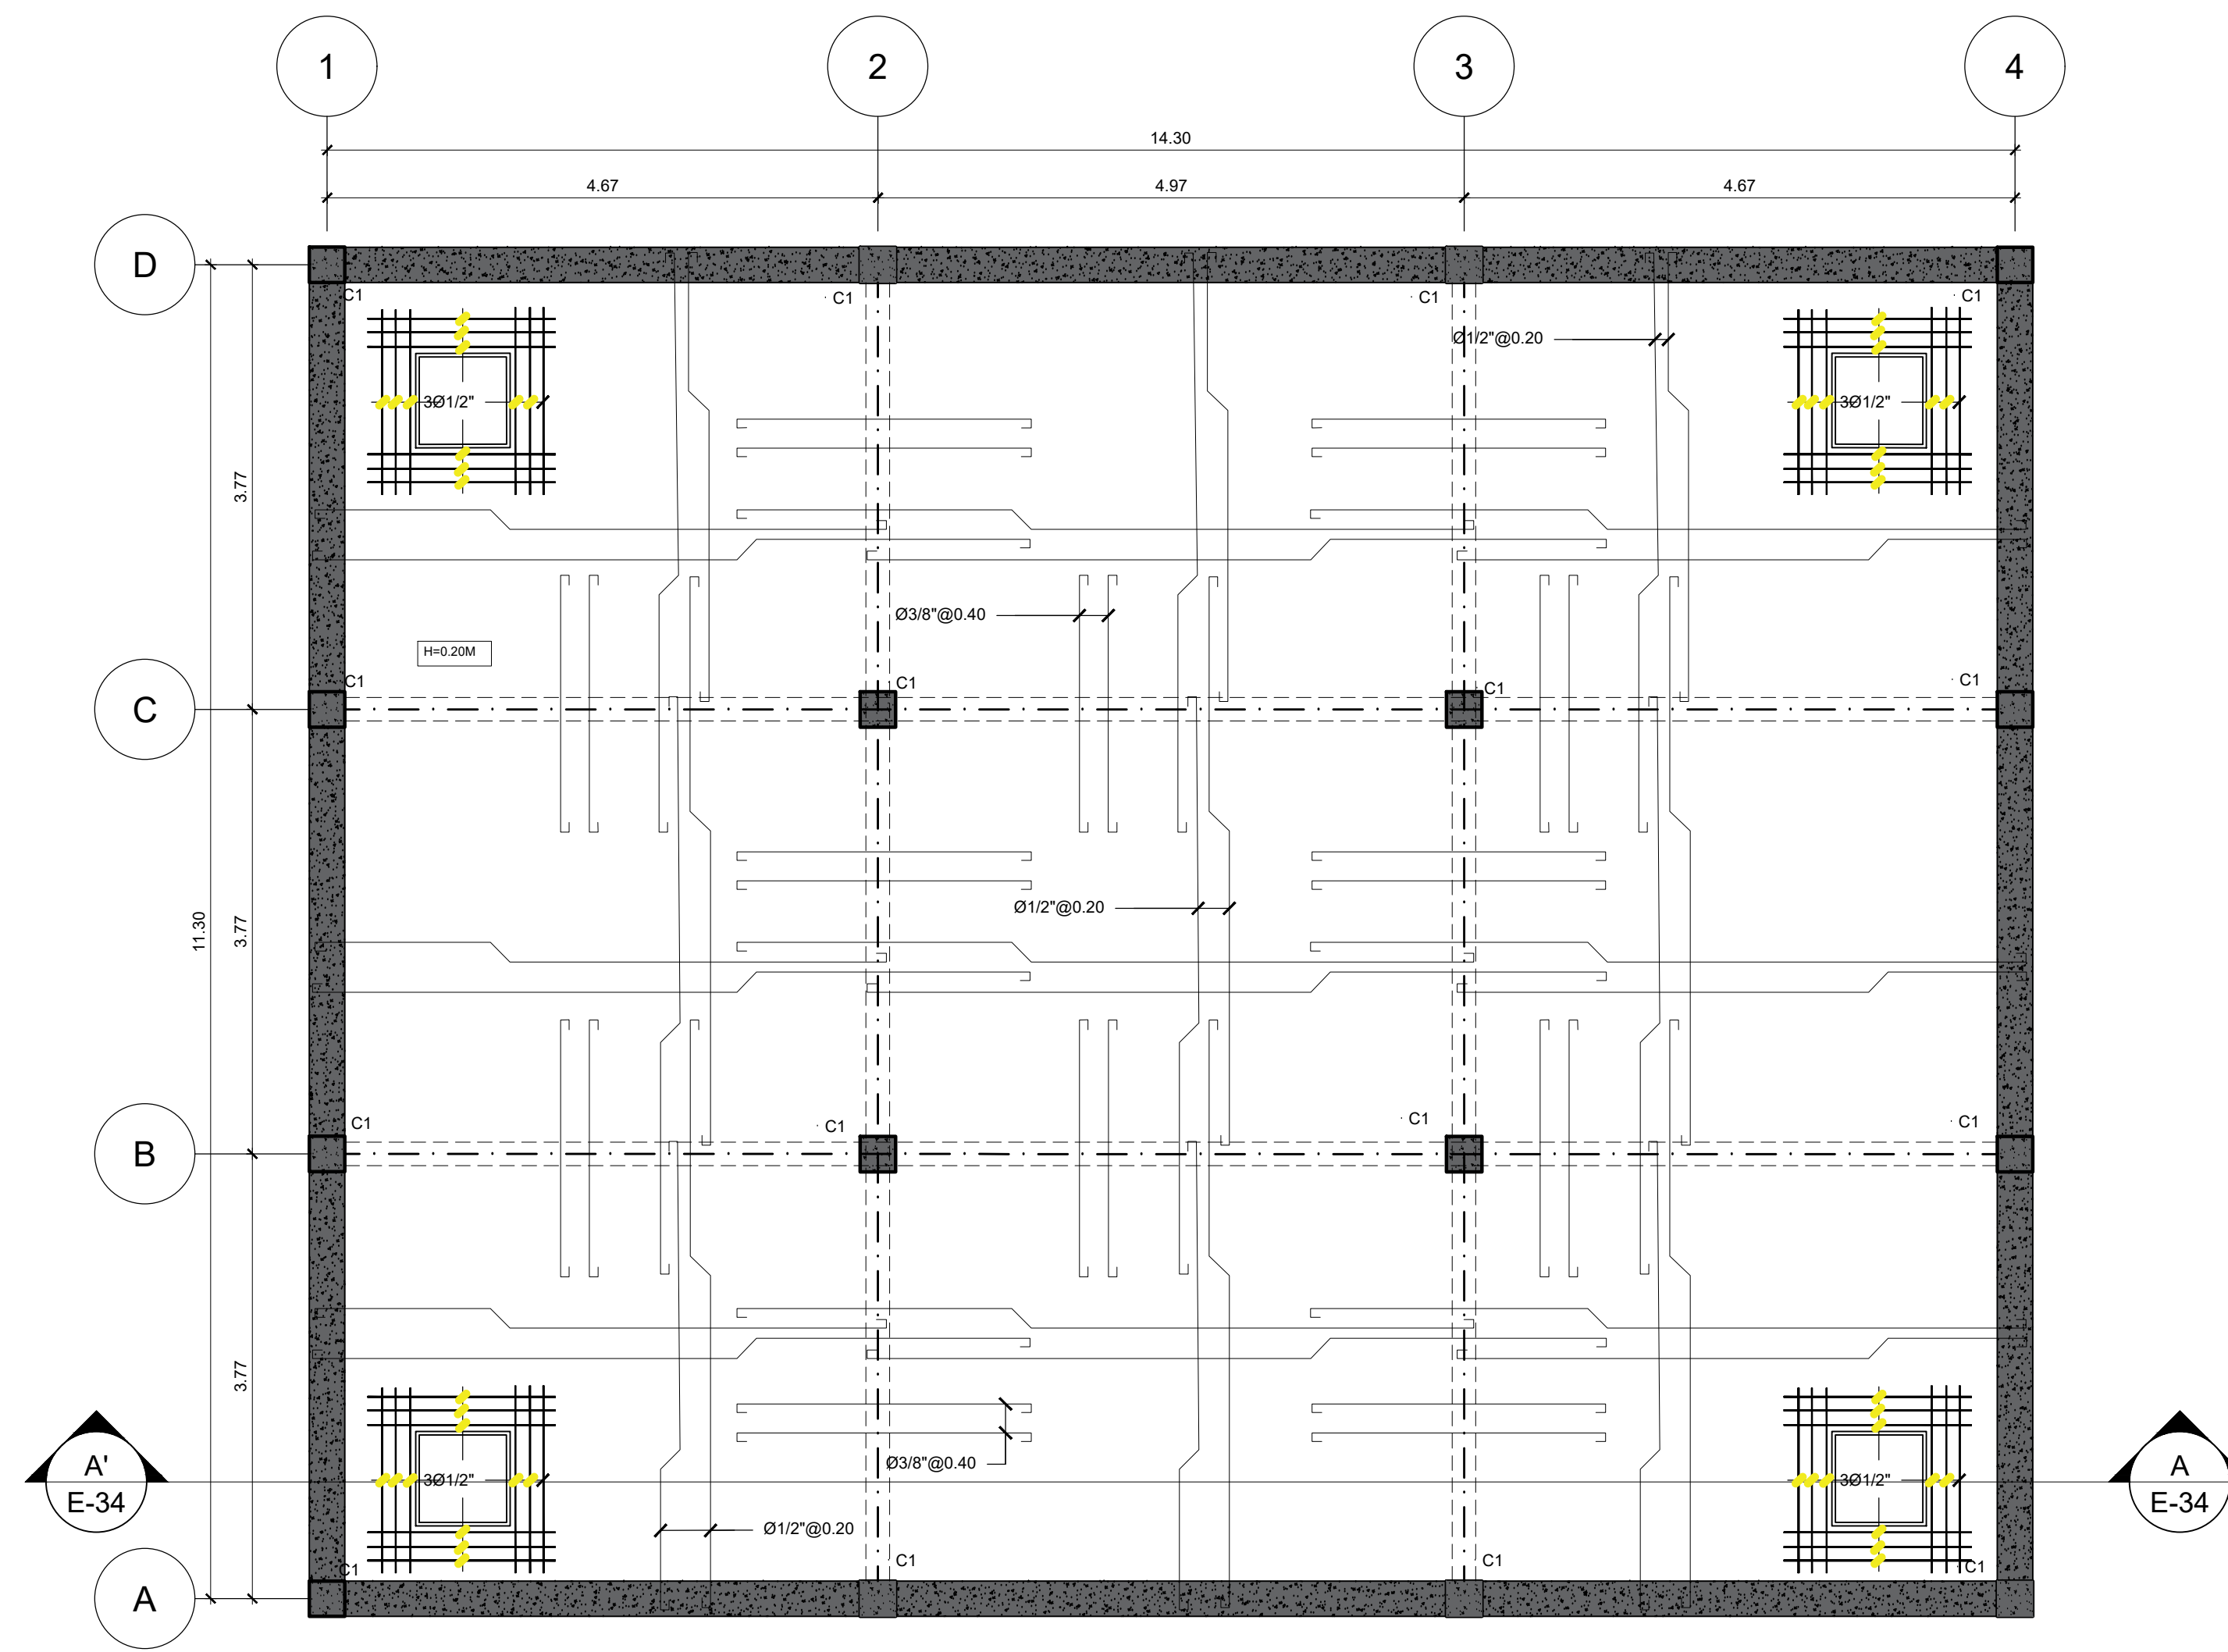 1
2
3
4
14.30
4.67
4.97
4.67
D
C1
C1
C1
C1
Ø1/2"@0.20
3Ø1/2"
3Ø1/2"
3.77
Ø3/8"@0.40
H=0.20M
C1
C1
C1
C1
C
11.30
3.77
Ø1/2"@0.20
C1
C1
C1
C1
B
3.77
Ø3/8"@0.40
A'
E-34
3Ø1/2"
3Ø1/2"
A
E-34
Ø1/2"@0.20
C1
C1
C1
C1
A